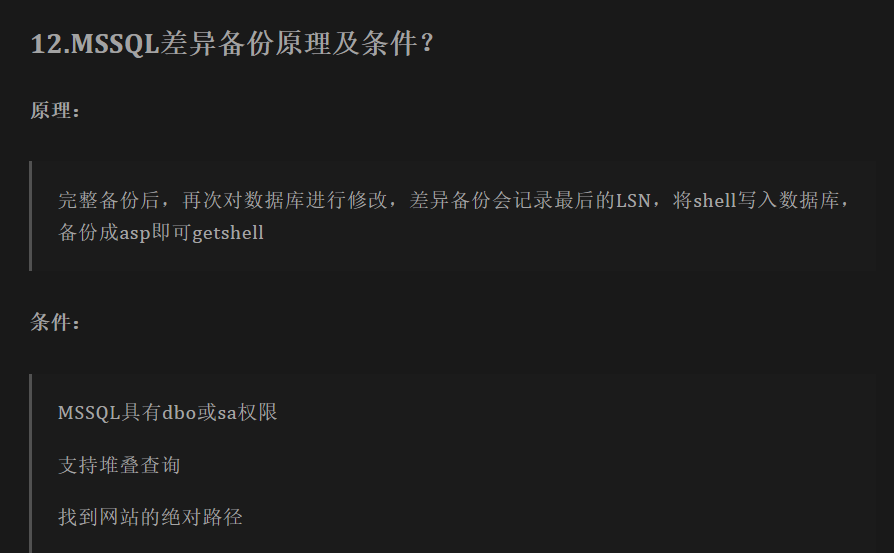 12.MSSQL差异备份原理及条件？
原理：
完整备份后，再次对数据库进行修改，差异备份会记录最后的LSN，将shell写入数据库，
备份成asp即可getshell
条件：
MSSQL具有dbo或sa权限
支持堆叠查询
找到网站的绝对路径